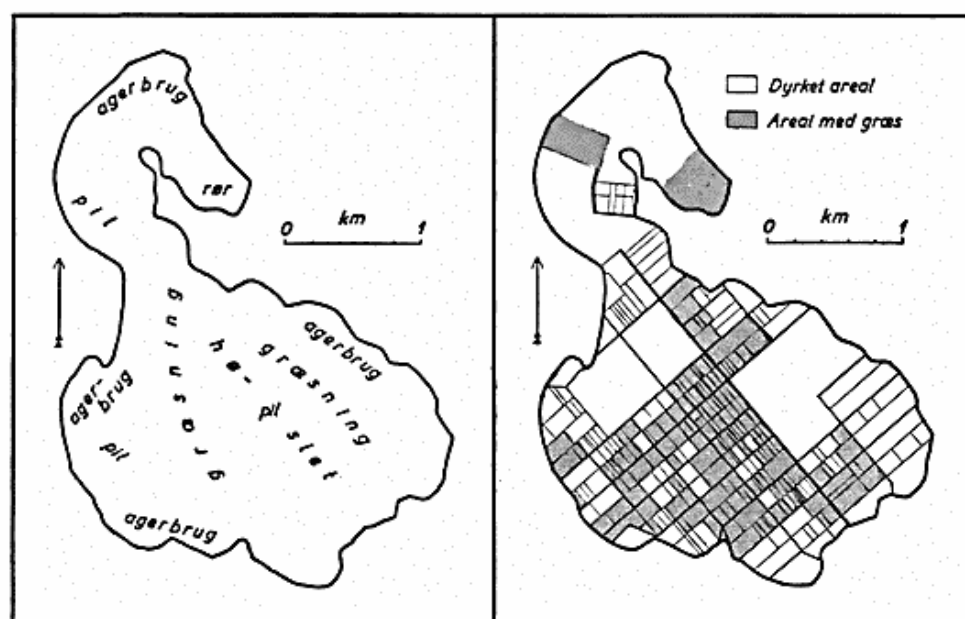 agerbrug
rør
pil
0 km 1
græsning
hø-
slæt
pil
græsning
agerbrug
ager-
brug
pil
agerbrug
Dyrket areal
Areal med græs
km
0 1